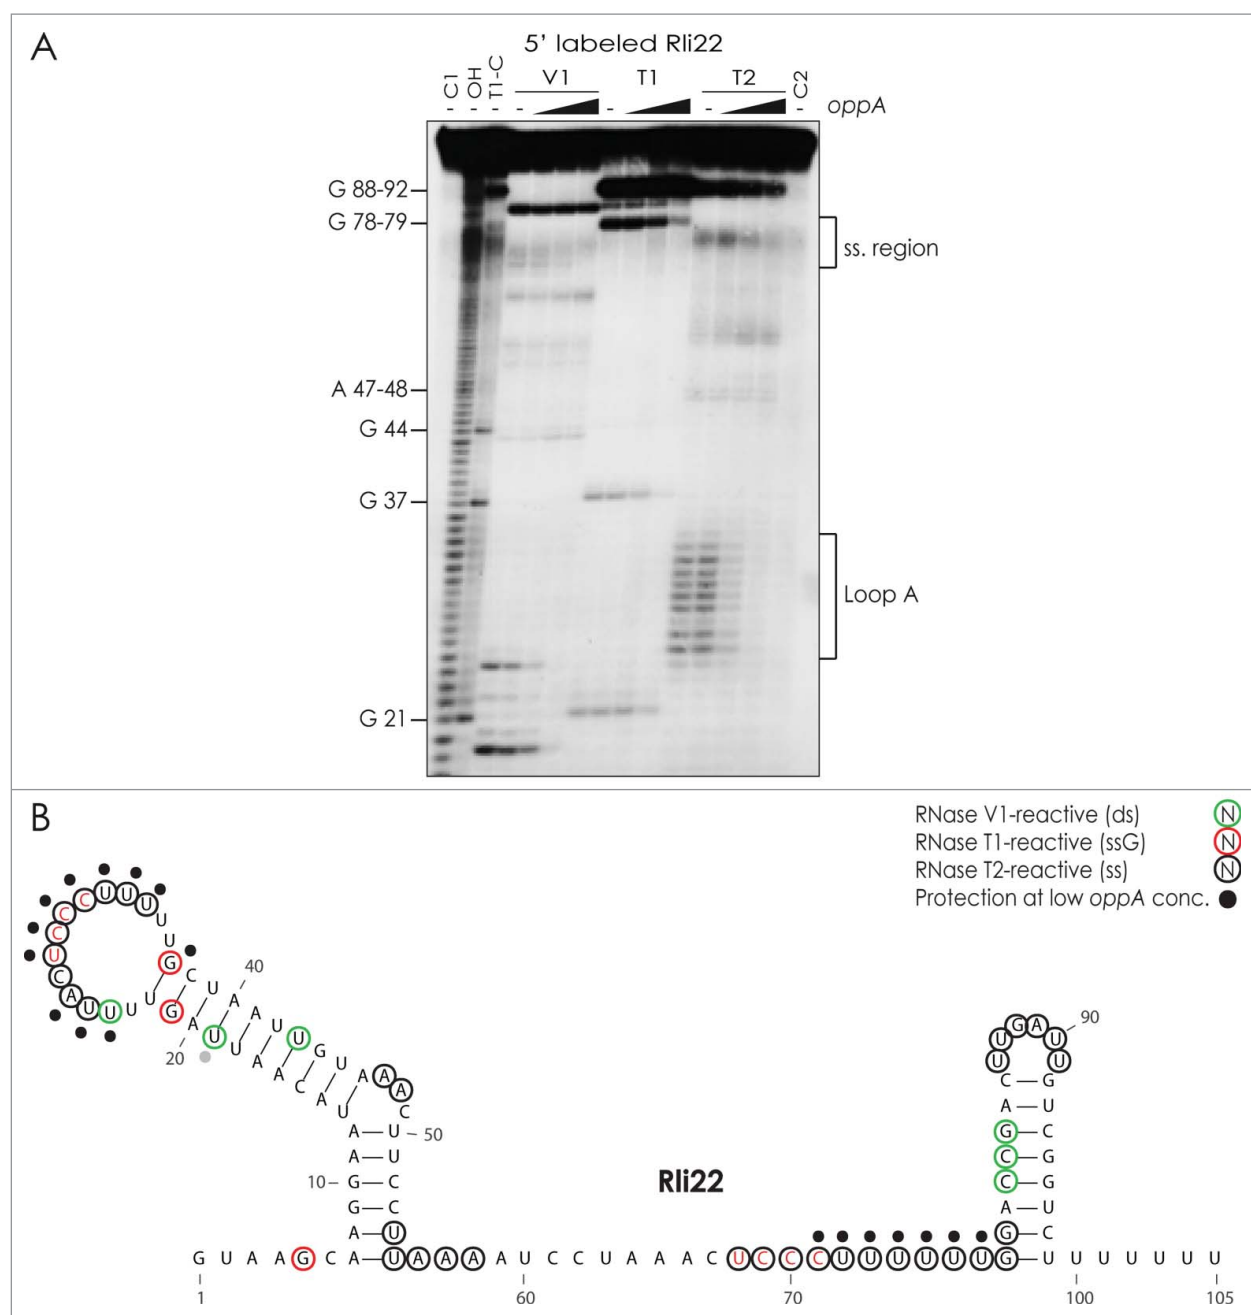 A
5' labeled Rli22
C1 OH T1-C V1 T1 T2 C2
- - - - - - - oppA
G 88-92
G 78-79
ss. region
A 47-48
G 44
G 37
Loop A
G 21
B
RNase V1-reactive (ds) N
RNase T1-reactive (ssG) N
RNase T2-reactive (ss) N
Protection at low oppA conc.
40
20
90
50
10
Rli22
G U A A G C A U A A A A U C C U A A A C U C C C U U U U U U G U U U U U U U
1 60 70 100 105